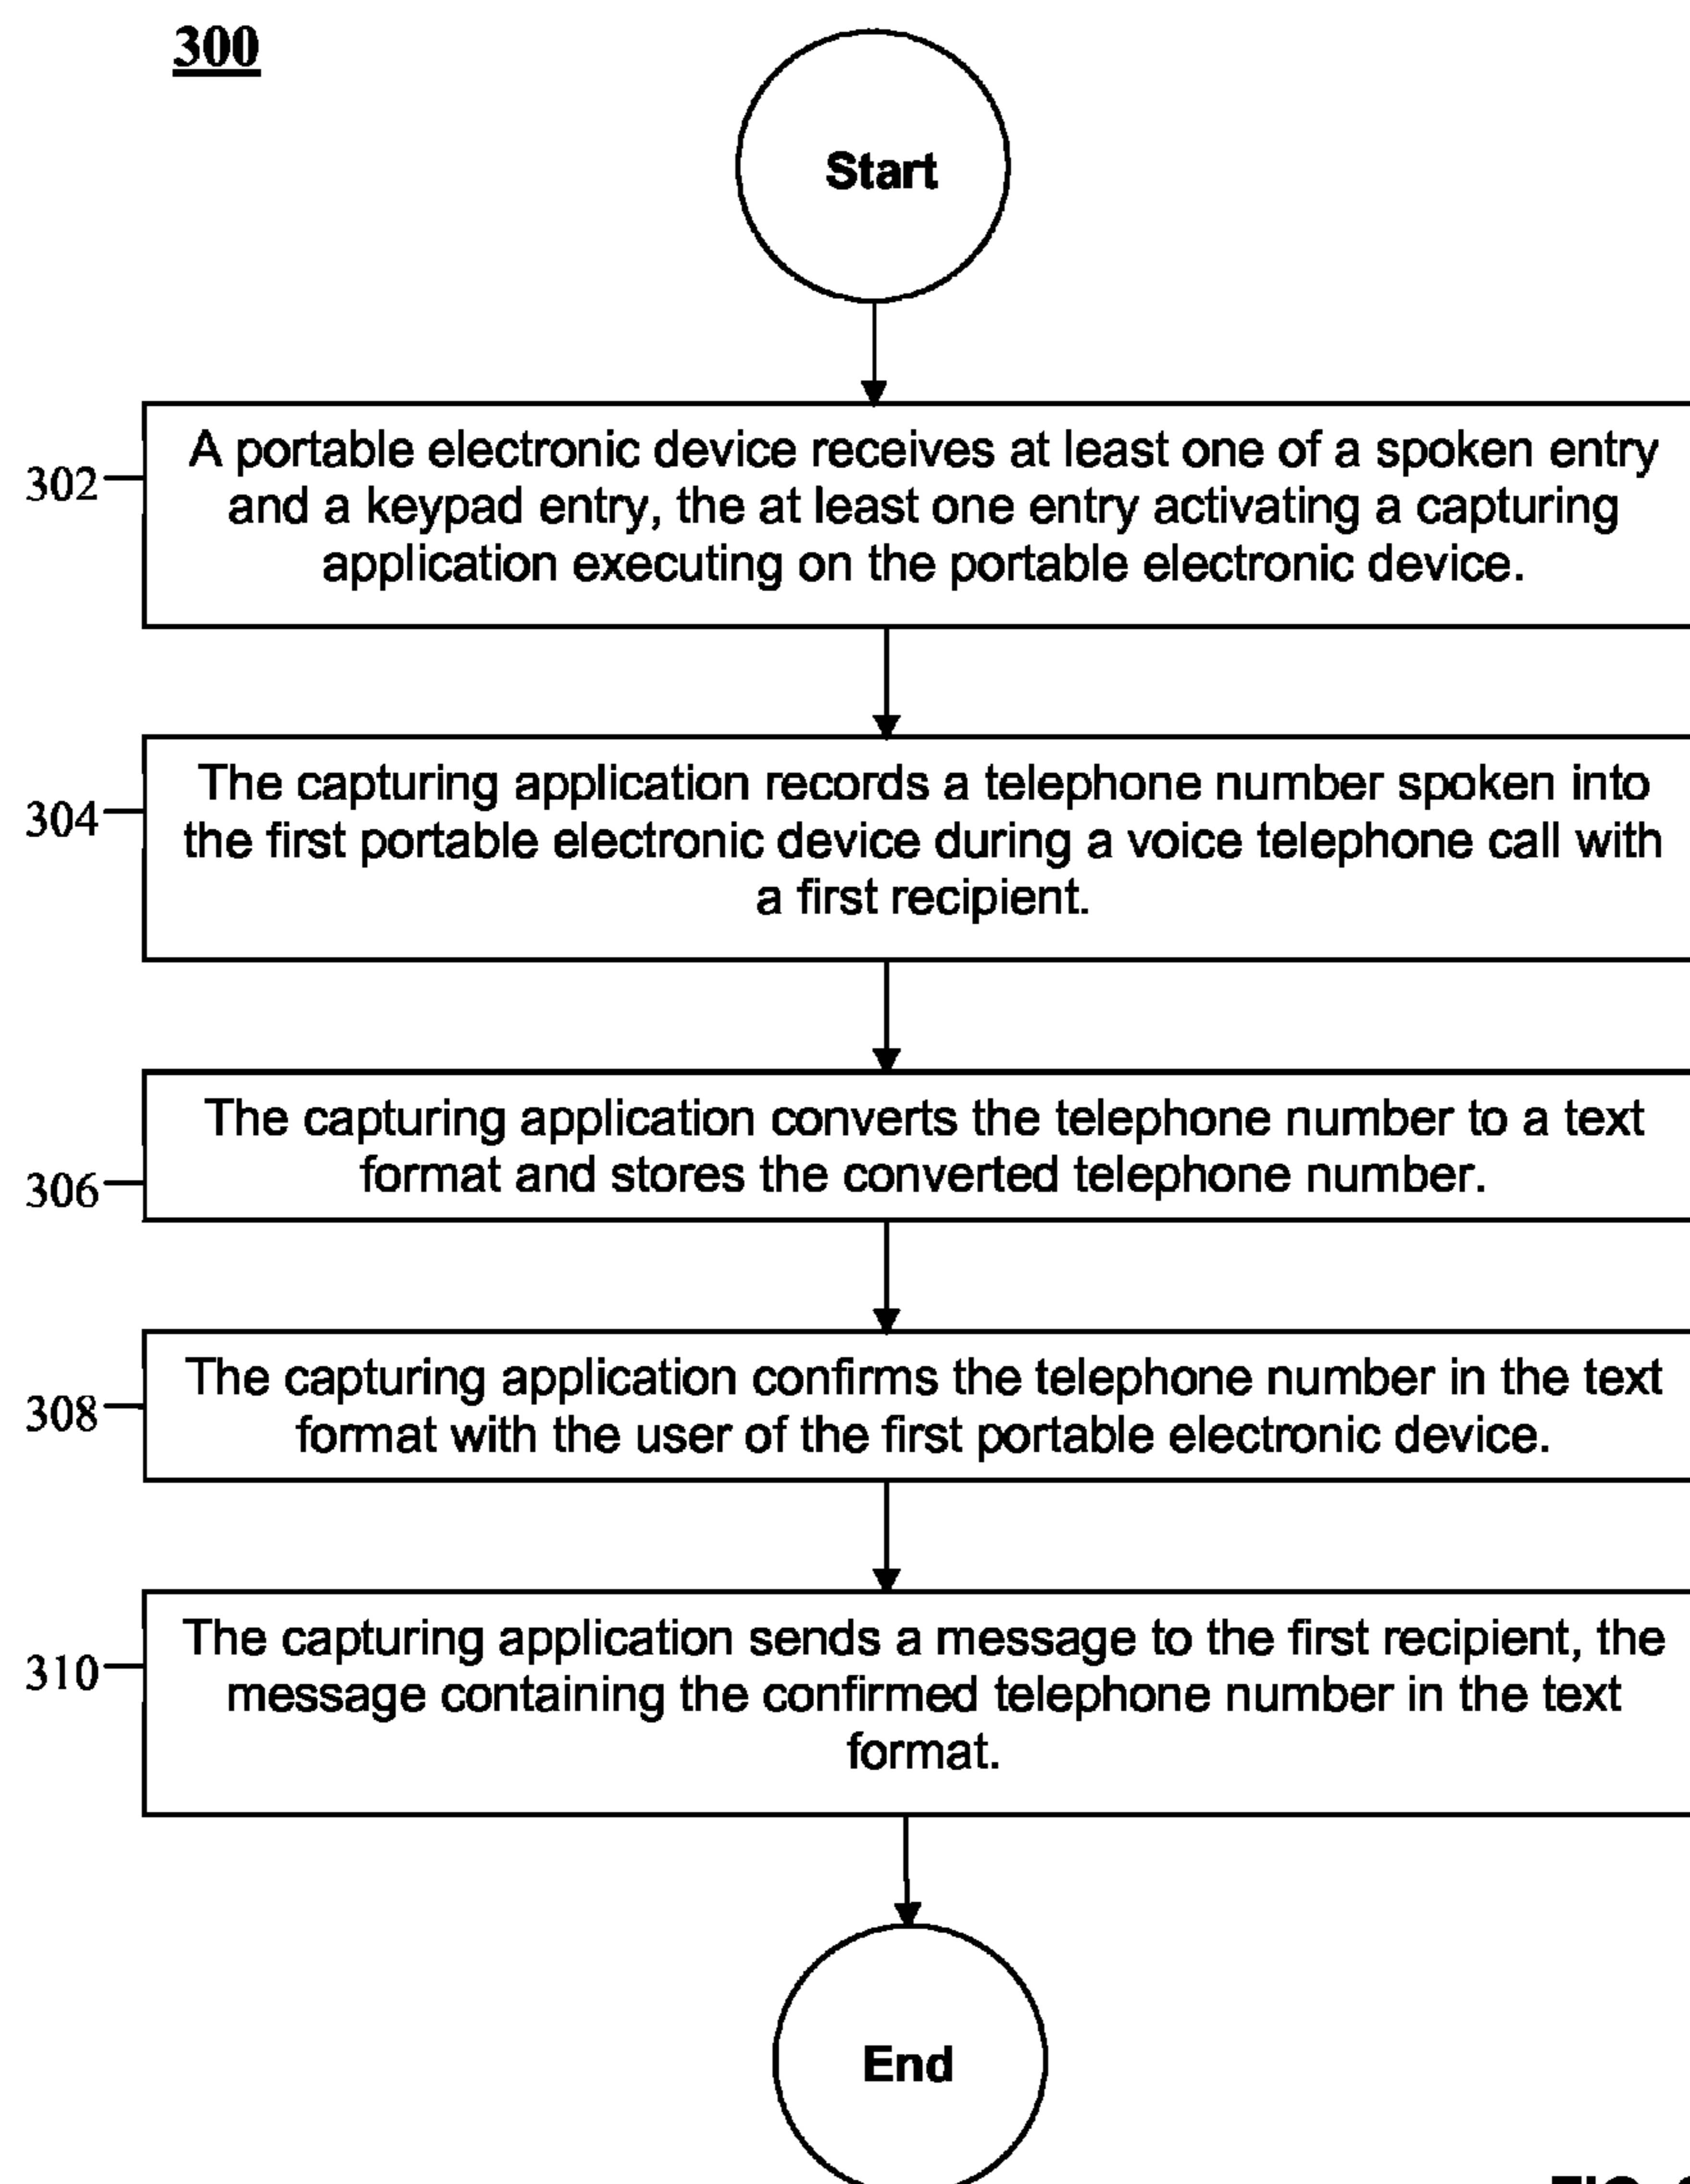 300
Start
302
A portable electronic device receives at least one of a spoken entry
and a keypad entry, the at least one entry activating a capturing
application executing on the portable electronic device.
304
The capturing application records a telephone number spoken into
the first portable electronic device during a voice telephone call with
a first recipient.
306
The capturing application converts the telephone number to a text
format and stores the converted telephone number.
308
The capturing application confirms the telephone number in the text
format with the user of the first portable electronic device.
310
The capturing application sends a message to the first recipient, the
message containing the confirmed telephone number in the text
format.
End